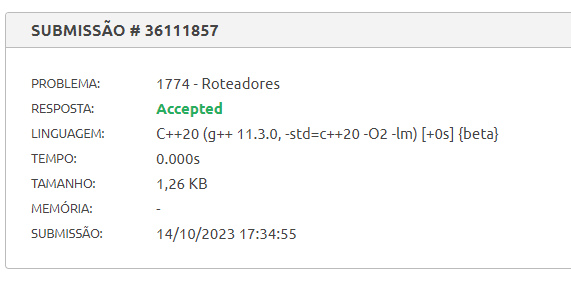 SUBMISSÃO # 36111857
PROBLEMA: 1774 - Roteadores
RESPOSTA: Accepted
LINGUAGEM: C++20 (g++ 11.3.0, -std=c++20 -O2 -lm) [+0s] {beta}
TEMPO: 0.000s
TAMANHO: 1,26 KB
MEMÓRIA: -
SUBMISSÃO: 14/10/2023 17:34:55